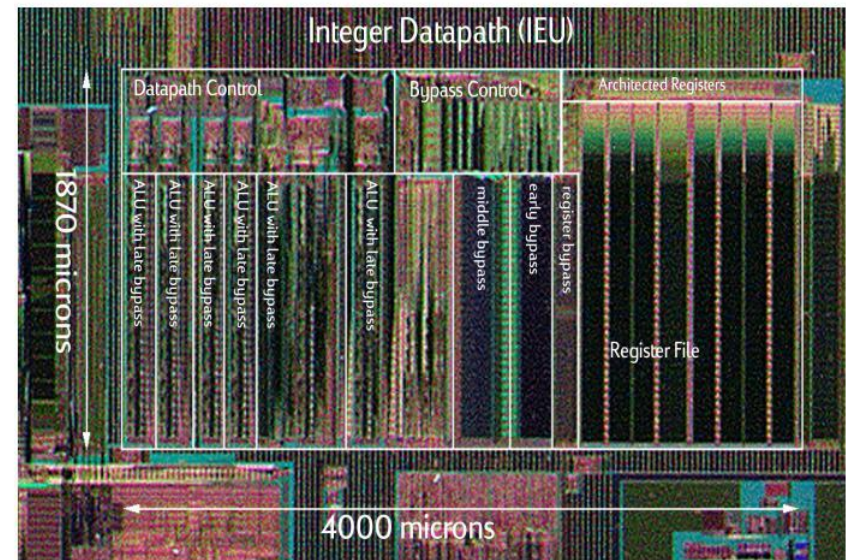 Integer Datapath (IEU)
Datapath Control
Bypass Control
Architected Registers
1870 microns
ALU with late bypass
ALU with late bypass
ALU with late bypass
ALU with late bypass
ALU with late bypass
ALU with late bypass
middle bypass
early bypass
register bypass
Register File
4000 microns